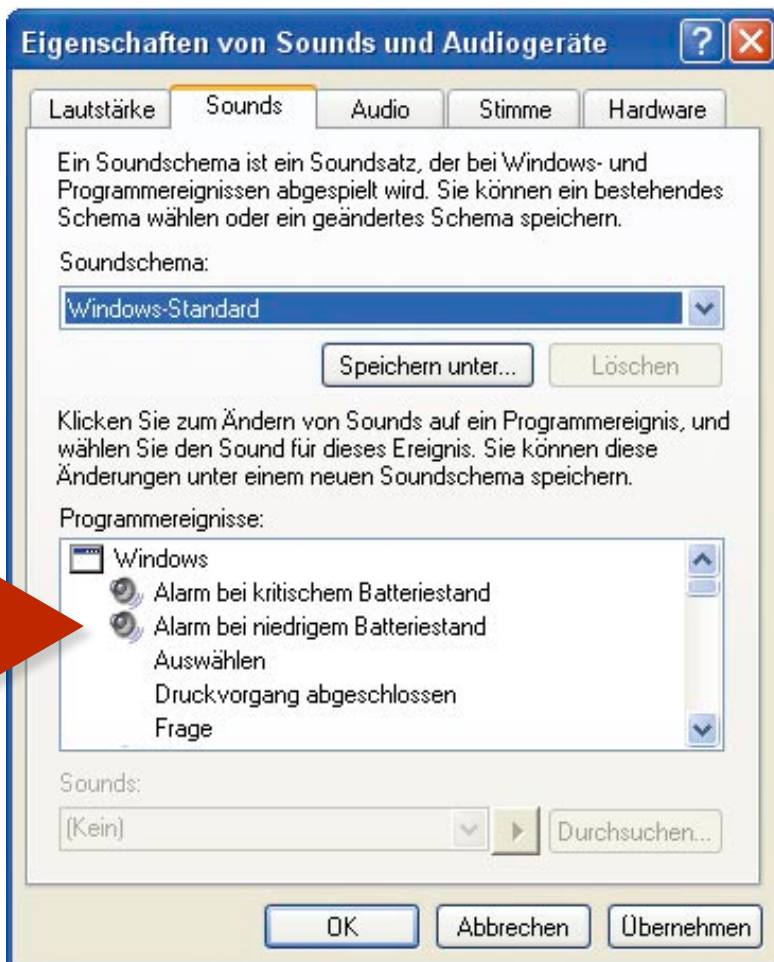 Eigenschaften von Sounds und Audiogeräte
Lautstärke Sounds Audio Stimme Hardware
Ein Soundschema ist ein Soundsatz, der bei Windows- und
Programmereignissen abgespielt wird. Sie können ein bestehendes
Schema wählen oder ein geändertes Schema speichern.
Soundschema:
Windows-Standard
Speichern unter... Löschen
Klicken Sie zum Ändern von Sounds auf ein Programmereignis, und
wählen Sie den Sound für dieses Ereignis. Sie können diese
Änderungen unter einem neuen Soundschema speichern.
Programmereignisse:
Windows
Alarm bei kritischem Batteriestand
Alarm bei niedrigem Batteriestand
Auswählen
Druckvorgang abgeschlossen
Frage
Sounds:
(Kein) Durchsuchen...
OK Abbrechen Übernehmen